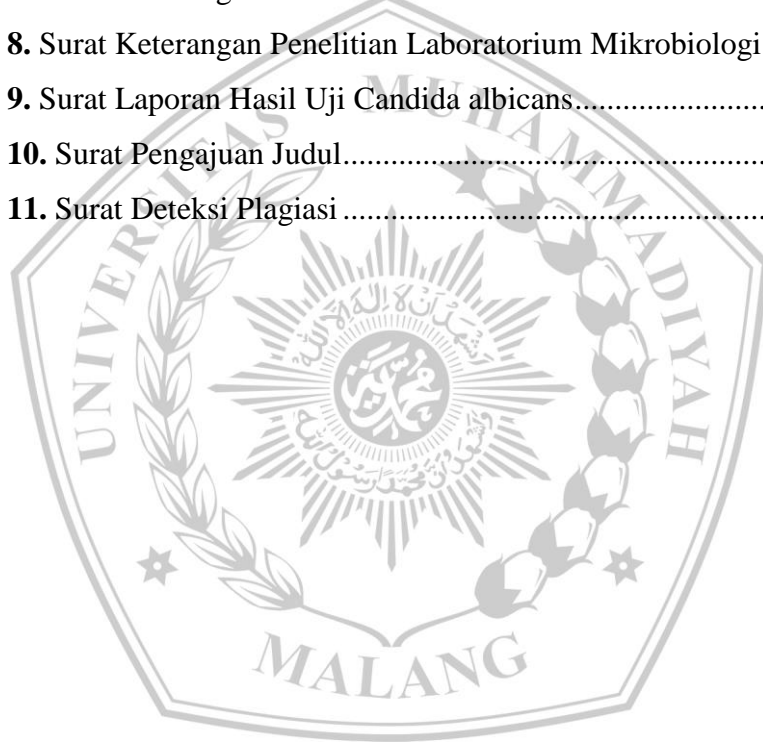 8. Surat Keterangan Penelitian Laboratorium Mikrobiologi
9. Surat Laporan Hasil Uji Candida albicans.....................
10. Surat Pengajuan Judul.................................................
11. Surat Deteksi Plagiasi .................................................
UNIVERSITAS MUHAMMADIYAH
MALANG